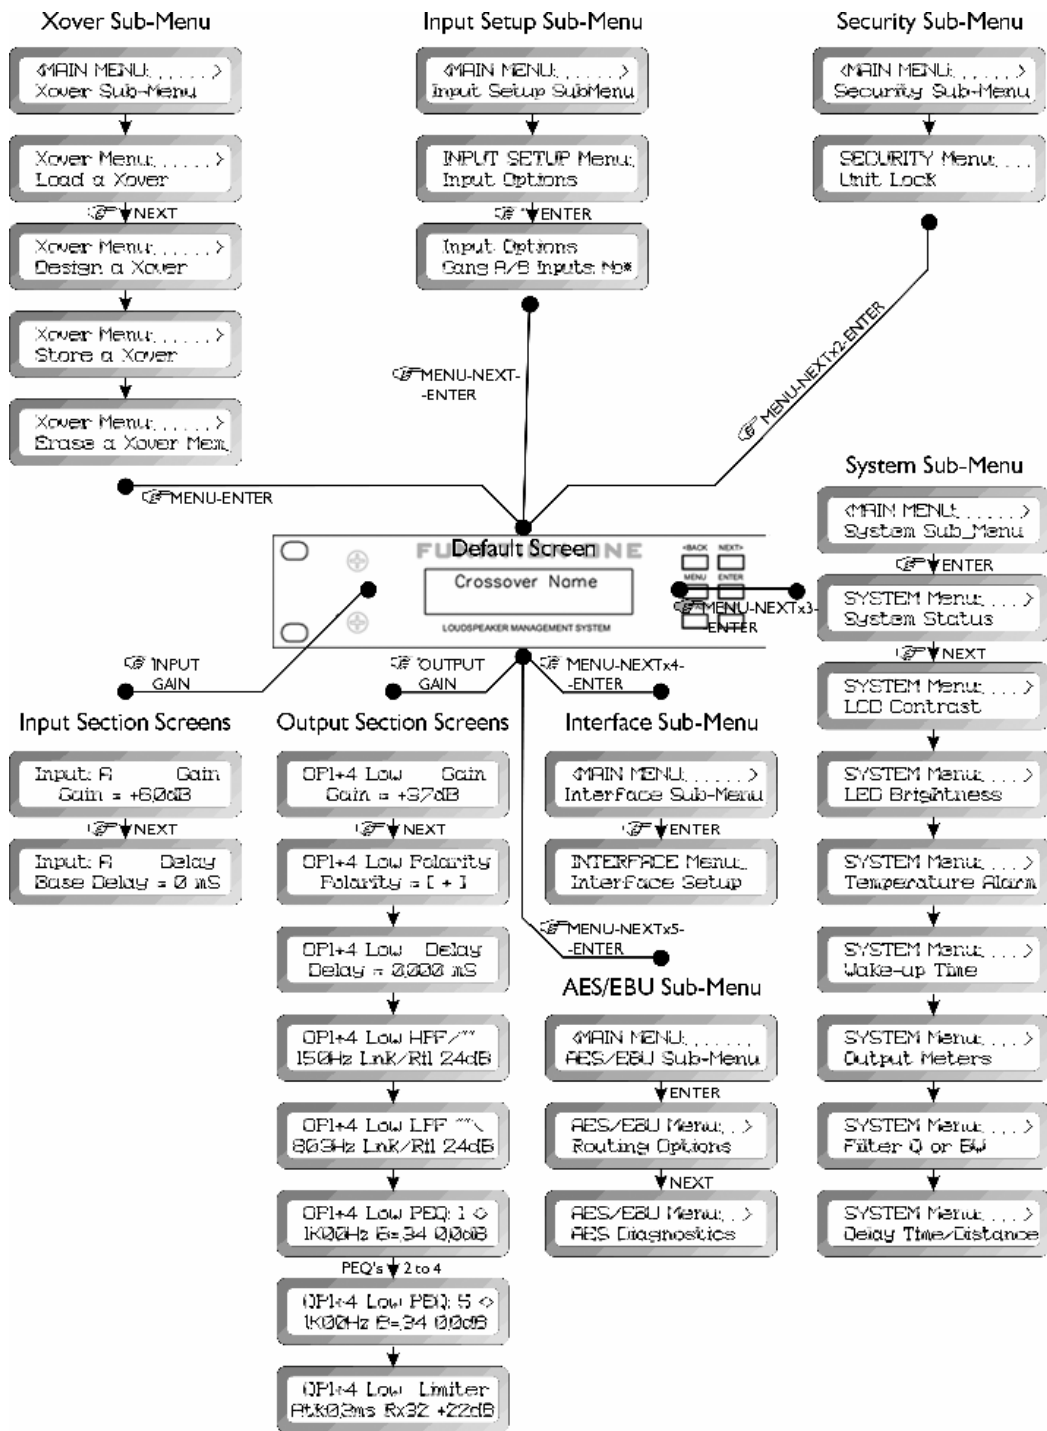 Xover Sub-Menu
<MAIN MENU:......>
Xover Sub-Menu
Xover Menu:......>
Load a Xover
NEXT
Xover Menu:......>
Design a Xover
Xover Menu:......>
Store a Xover
Xover Menu:......>
Erase a Xover Mem.
MENU-ENTER
Input Setup Sub-Menu
<MAIN MENU:......>
Input Setup SubMenu
INPUT SETUP Menu:
Input Options
ENTER
Input Options
Gang A/B Inputs: No*
MENU-NEXT-
-ENTER
Security Sub-Menu
<MAIN MENU:......>
Security Sub-Menu
SECURITY Menu:...
Unit Lock
MENU-NEXTx2-ENTER
FUNKTION ONE
Default Screen
Crossover Name
LOUDSPEAKER MANAGEMENT SYSTEM
<BACK NEXT>
MENU ENTER
MENU-NEXTx3-
-ENTER
INPUT
GAIN
OUTPUT
GAIN
MENU-NEXTx4-
-ENTER
Input Section Screens
Input: A Gain
Gain = +6.0dB
NEXT
Input: A Delay
Base Delay = 0 mS
Output Section Screens
OP1+4 Low Gain
Gain = +3.7dB
NEXT
OP1+4 Low Polarity
Polarity = [ + ]
OP1+4 Low Delay
Delay = 0.000 mS
OP1+4 Low HPF
150Hz Lnk/Ril 24dB
OP1+4 Low LPF
803Hz Lnk/Ril 24dB
OP1+4 Low PEQ: 1 <>
1K00Hz B=.34 0.0dB
PEQ's 2 to 4
OP1+4 Low PEQ: 5 <>
1K00Hz B=.34 0.0dB
OP1+4 Low Limiter
Atk0.3ms Rx32 +22dB
Interface Sub-Menu
<MAIN MENU:......>
Interface Sub-Menu
ENTER
INTERFACE Menu:
Interface Setup
MENU-NEXTx5-
-ENTER
AES/EBU Sub-Menu
<MAIN MENU:.......
AES/EBU Sub-Menu
ENTER
AES/EBU Menu:..>
Routing Options
NEXT
AES/EBU Menu:..>
AES Diagnostics
System Sub-Menu
<MAIN MENU:......>
System Sub_Menu
ENTER
SYSTEM Menu:....>
System Status
NEXT
SYSTEM Menu:....>
LCD Contrast
SYSTEM Menu:....>
LED Brightness
SYSTEM Menu:....>
Temperature Alarm
SYSTEM Menu:....>
Wake-up Time
SYSTEM Menu:....>
Output Meters
SYSTEM Menu:....>
Filter Q or BW
SYSTEM Menu:....>
Delay Time/Distance